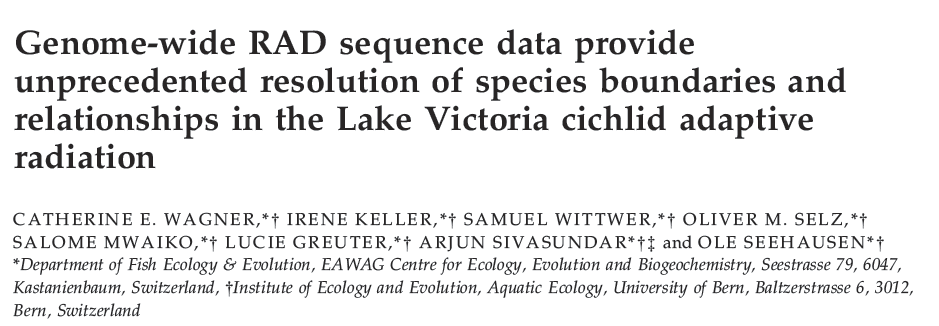 Genome-wide RAD sequence data provide
unprecedented resolution of species boundaries and
relationships in the Lake Victoria cichlid adaptive
radiation
CATHERINE E. WAGNER,*† IRENE KELLER,*† SAMUEL WITTWER,*† OLIVER M. SELZ,*†
SALOME MWAIKO,*† LUCIE GREUTER,*† ARJUN SIVASUNDAR*†‡ and OLE SEEHAUSEN*†
*Department of Fish Ecology & Evolution, EAWAG Centre for Ecology, Evolution and Biogeochemistry, Seestrasse 79, 6047,
Kastanienbaum, Switzerland, †Institute of Ecology and Evolution, Aquatic Ecology, University of Bern, Baltzerstrasse 6, 3012,
Bern, Switzerland